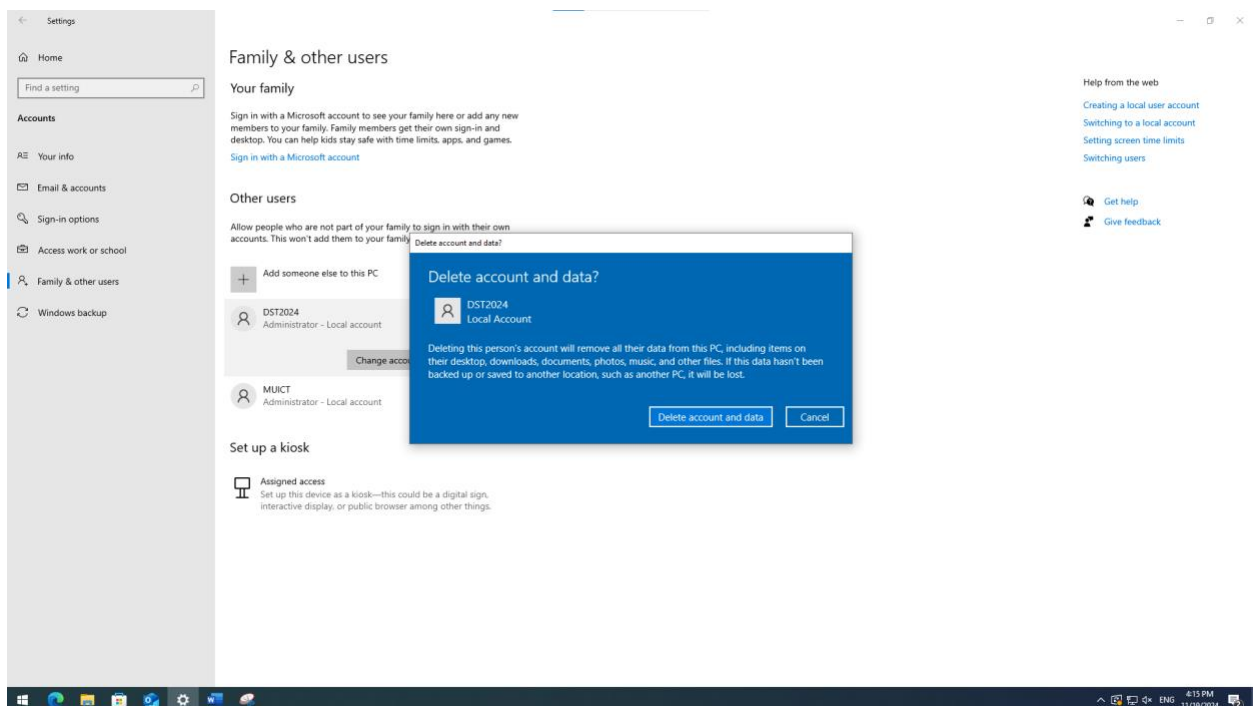 Settings
Home
Find a setting
Accounts
Your info
Email & accounts
Sign-in options
Access work or school
Family & other users
Windows backup
Family & other users
Your family
Sign in with a Microsoft account to see your family here or add any new
members to your family. Family members get their own sign-in and
desktop. You can help kids stay safe with time limits, apps, and games.
Sign in with a Microsoft account
Other users
Allow people who are not part of your family to sign in with their own
accounts. This won't add them to your family
Add someone else to this PC
DST2024
Administrator - Local account
Change accou
MUICT
Administrator - Local account
Set up a kiosk
Assigned access
Set up this device as a kiosk—this could be a digital sign,
interactive display, or public browser among other things.
Delete account and data?
Delete account and data?
DST2024
Local Account
Deleting this person's account will remove all their data from this PC, including items on
their desktop, downloads, documents, photos, music, and other files. If this data hasn't been
backed up or saved to another location, such as another PC, it will be lost.
Delete account and data
Cancel
Help from the web
Creating a local user account
Switching to a local account
Setting screen time limits
Switching users
Get help
Give feedback
ENG
4:15 PM
11/19/2024